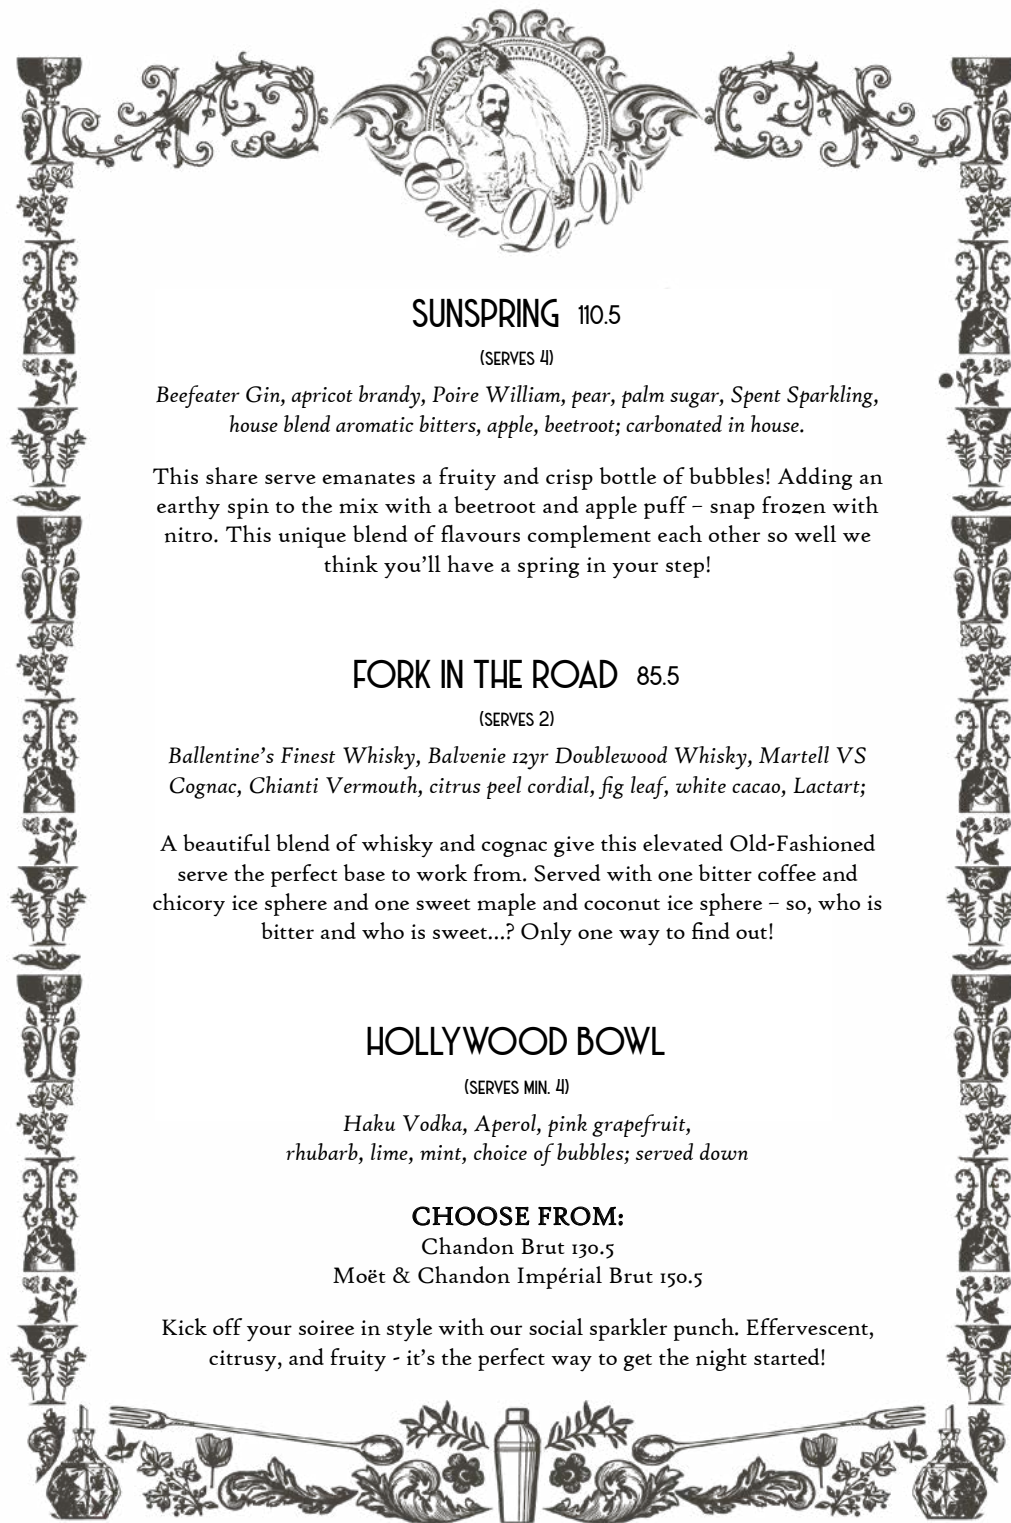 Eau-De-Vie
SUNSPRING 110.5
(SERVES 4)
Beefeater Gin, apricot brandy, Poire William, pear, palm sugar, Spent Sparkling,
house blend aromatic bitters, apple, beetroot; carbonated in house.
This share serve emanates a fruity and crisp bottle of bubbles! Adding an
earthy spin to the mix with a beetroot and apple puff – snap frozen with
nitro. This unique blend of flavours complement each other so well we
think you’ll have a spring in your step!
FORK IN THE ROAD 85.5
(SERVES 2)
Ballentine’s Finest Whisky, Balvenie 12yr Doublewood Whisky, Martell VS
Cognac, Chianti Vermouth, citrus peel cordial, fig leaf, white cacao, Lactart;
A beautiful blend of whisky and cognac give this elevated Old-Fashioned
serve the perfect base to work from. Served with one bitter coffee and
chicory ice sphere and one sweet maple and coconut ice sphere – so, who is
bitter and who is sweet...? Only one way to find out!
HOLLYWOOD BOWL
(SERVES MIN. 4)
Haku Vodka, Aperol, pink grapefruit,
rhubarb, lime, mint, choice of bubbles; served down
CHOOSE FROM:
Chandon Brut 130.5
Moët & Chandon Impérial Brut 150.5
Kick off your soiree in style with our social sparkler punch. Effervescent,
citrusy, and fruity - it’s the perfect way to get the night started!